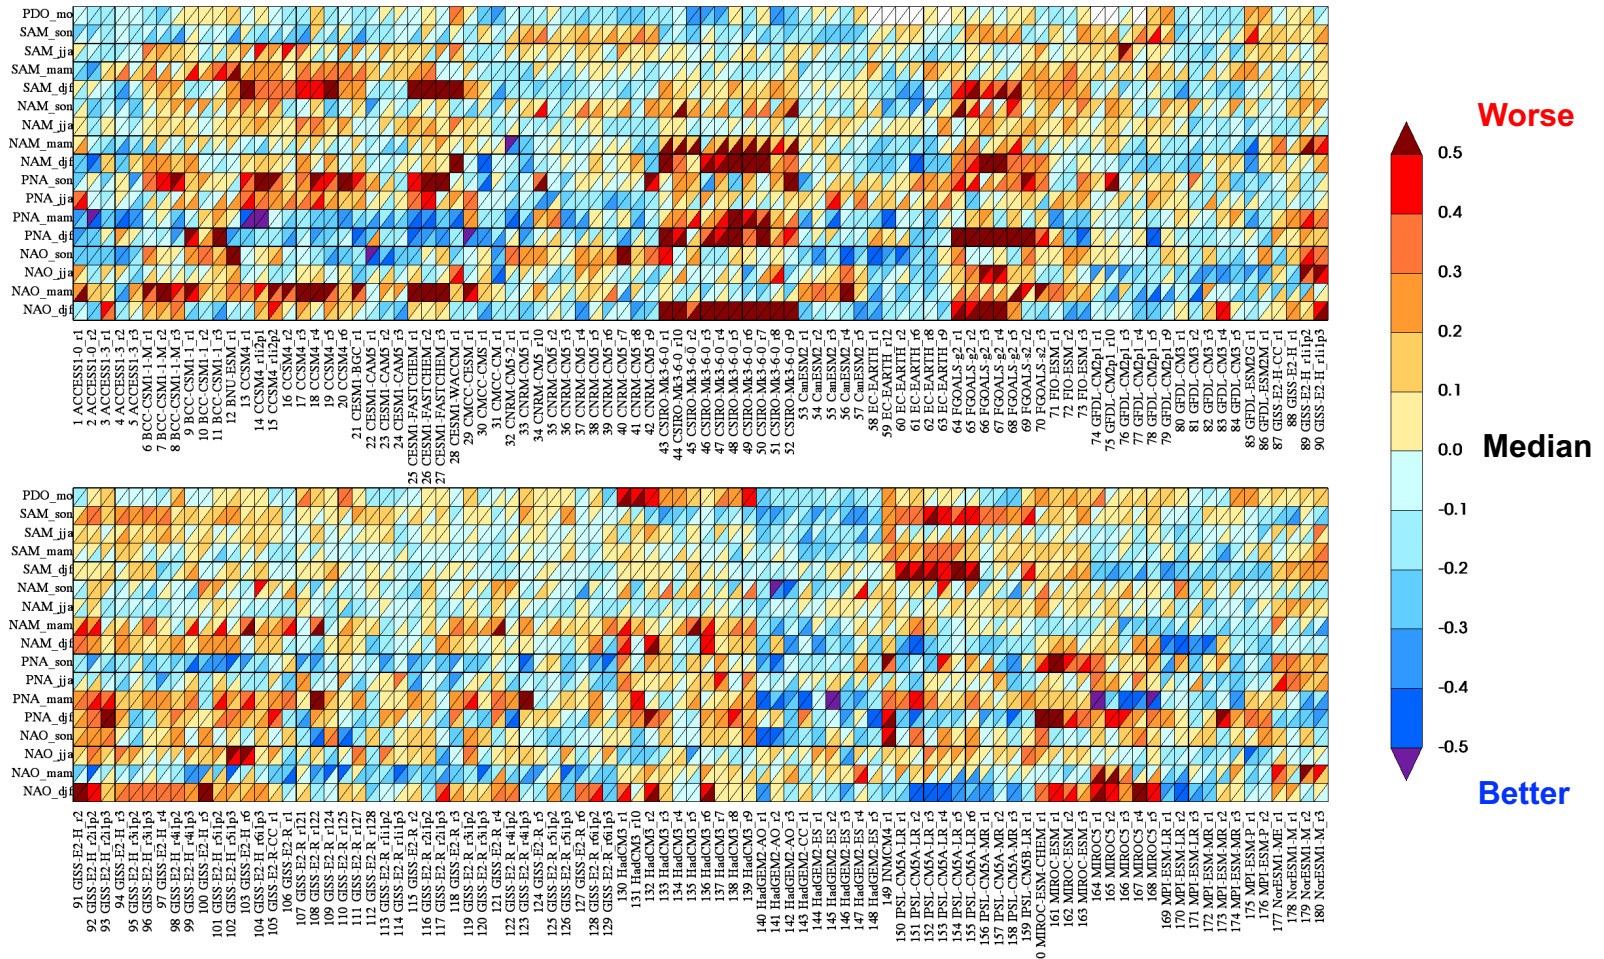 PDO_mo
SAM_son
SAM_jja
SAM_mam
SAM_djf
NAM_son
NAM_jja
NAM_mam
NAM_djf
PNA_son
PNA_jja
PNA_mam
PNA_djf
NAO_son
NAO_jja
NAO_mam
NAO_djf
1 ACCESS1-0_r1
2 ACCESS1-0_r2
3 ACCESS1-3_r1
4 ACCESS1-3_r2
5 ACCESS1-3_r3
6 BCC-CSM1-1-M_r1
7 BCC-CSM1-1-M_r2
8 BCC-CSM1-1-M_r3
9 BCC-CSM1-1_r1
10 BCC-CSM1-1_r2
11 BCC-CSM1-1_r3
12 BNU-ESM_r1
13 CCSM4_r1
14 CCSM4_r1i2p1
15 CCSM4_r1i2p2
16 CCSM4_r2
17 CCSM4_r3
18 CCSM4_r4
19 CCSM4_r5
20 CCSM4_r6
21 CESM1-BGC_r1
22 CESM1-CAM5_r1
23 CESM1-CAM5_r2
24 CESM1-CAM5_r3
25 CESM1-FASTCHEM_r1
26 CESM1-FASTCHEM_r2
27 CESM1-FASTCHEM_r3
28 CESM1-WACCM_r1
29 CMCC-CESM_r1
30 CMCC-CMS_r1
31 CMCC-CM_r1
32 CNRM-CM5-2_r1
33 CNRM-CM5_r1
34 CNRM-CM5_r10
35 CNRM-CM5_r2
36 CNRM-CM5_r3
37 CNRM-CM5_r4
38 CNRM-CM5_r5
39 CNRM-CM5_r6
40 CNRM-CM5_r7
41 CNRM-CM5_r8
42 CNRM-CM5_r9
43 CSIRO-Mk3-6-0_r1
44 CSIRO-Mk3-6-0_r10
45 CSIRO-Mk3-6-0_r2
46 CSIRO-Mk3-6-0_r3
47 CSIRO-Mk3-6-0_r4
48 CSIRO-Mk3-6-0_r5
49 CSIRO-Mk3-6-0_r6
50 CSIRO-Mk3-6-0_r7
51 CSIRO-Mk3-6-0_r8
52 CSIRO-Mk3-6-0_r9
53 CanESM2_r1
54 CanESM2_r2
55 CanESM2_r3
56 CanESM2_r4
57 CanESM2_r5
58 EC-EARTH_r1
59 EC-EARTH_r12
60 EC-EARTH_r2
61 EC-EARTH_r6
62 EC-EARTH_r8
63 EC-EARTH_r9
64 FGOALS-g2_r1
65 FGOALS-g2_r2
66 FGOALS-g2_r3
67 FGOALS-g2_r4
68 FGOALS-g2_r5
69 FGOALS-s2_r2
70 FGOALS-s2_r3
71 FIO-ESM_r1
72 FIO-ESM_r2
73 FIO-ESM_r3
74 GFDL-CM2p1_r1
75 GFDL-CM2p1_r10
76 GFDL-CM2p1_r3
77 GFDL-CM2p1_r4
78 GFDL-CM2p1_r5
79 GFDL-CM2p1_r9
80 GFDL-CM3_r1
81 GFDL-CM3_r2
82 GFDL-CM3_r3
83 GFDL-CM3_r4
84 GFDL-CM3_r5
85 GFDL-ESM2G_r1
86 GFDL-ESM2M_r1
87 GISS-E2-H-CC_r1
88 GISS-E2-H_r1
89 GISS-E2-H_r1i1p2
90 GISS-E2-H_r1i1p3
PDO_mo
SAM_son
SAM_jja
SAM_mam
SAM_djf
NAM_son
NAM_jja
NAM_mam
NAM_djf
PNA_son
PNA_jja
PNA_mam
PNA_djf
NAO_son
NAO_jja
NAO_mam
NAO_djf
91 GISS-E2-H_r2
92 GISS-E2-H_r2i1p2
93 GISS-E2-H_r2i1p3
94 GISS-E2-H_r3
95 GISS-E2-H_r3i1p2
96 GISS-E2-H_r3i1p3
97 GISS-E2-H_r4
98 GISS-E2-H_r4i1p2
99 GISS-E2-H_r4i1p3
100 GISS-E2-H_r5
101 GISS-E2-H_r5i1p2
102 GISS-E2-H_r5i1p3
103 GISS-E2-H_r6
104 GISS-E2-H_r6i1p3
105 GISS-E2-R-CC_r1
106 GISS-E2-R_r1
107 GISS-E2-R_r121
108 GISS-E2-R_r122
109 GISS-E2-R_r124
110 GISS-E2-R_r125
111 GISS-E2-R_r127
112 GISS-E2-R_r128
113 GISS-E2-R_r1i1p2
114 GISS-E2-R_r1i1p3
115 GISS-E2-R_r2
116 GISS-E2-R_r2i1p2
117 GISS-E2-R_r2i1p3
118 GISS-E2-R_r3
119 GISS-E2-R_r3i1p2
120 GISS-E2-R_r3i1p3
121 GISS-E2-R_r4
122 GISS-E2-R_r4i1p2
123 GISS-E2-R_r4i1p3
124 GISS-E2-R_r5
125 GISS-E2-R_r5i1p2
126 GISS-E2-R_r5i1p3
127 GISS-E2-R_r6
128 GISS-E2-R_r6i1p2
129 GISS-E2-R_r6i1p3
130 HadCM3_r1
131 HadCM3_r10
132 HadCM3_r2
133 HadCM3_r3
134 HadCM3_r4
135 HadCM3_r5
136 HadCM3_r6
137 HadCM3_r7
138 HadCM3_r8
139 HadCM3_r9
140 HadGEM2-AO_r1
141 HadGEM2-AO_r2
142 HadGEM2-AO_r3
143 HadGEM2-CC_r1
144 HadGEM2-ES_r1
145 HadGEM2-ES_r2
146 HadGEM2-ES_r3
147 HadGEM2-ES_r4
148 HadGEM2-ES_r5
149 INMCM4_r1
150 IPSL-CM5A-LR_r1
151 IPSL-CM5A-LR_r2
152 IPSL-CM5A-LR_r3
153 IPSL-CM5A-LR_r4
154 IPSL-CM5A-LR_r5
155 IPSL-CM5A-LR_r6
156 IPSL-CM5A-MR_r1
157 IPSL-CM5A-MR_r2
158 IPSL-CM5A-MR_r3
159 IPSL-CM5B-LR_r1
0 MIROC-ESM-CHEM_r1
161 MIROC-ESM_r1
162 MIROC-ESM_r2
163 MIROC-ESM_r3
164 MIROC5_r1
165 MIROC5_r2
166 MIROC5_r3
167 MIROC5_r4
168 MIROC5_r5
169 MPI-ESM-LR_r1
170 MPI-ESM-LR_r2
171 MPI-ESM-LR_r3
172 MPI-ESM-MR_r1
173 MPI-ESM-MR_r2
174 MPI-ESM-MR_r3
175 MPI-ESM-P_r1
176 MPI-ESM-P_r2
177 NorESM1-ME_r1
178 NorESM1-M_r1
179 NorESM1-M_r2
180 NorESM1-M_r3
Worse
0.5
0.4
0.3
0.2
0.1
0.0
Median
-0.1
-0.2
-0.3
-0.4
-0.5
Better